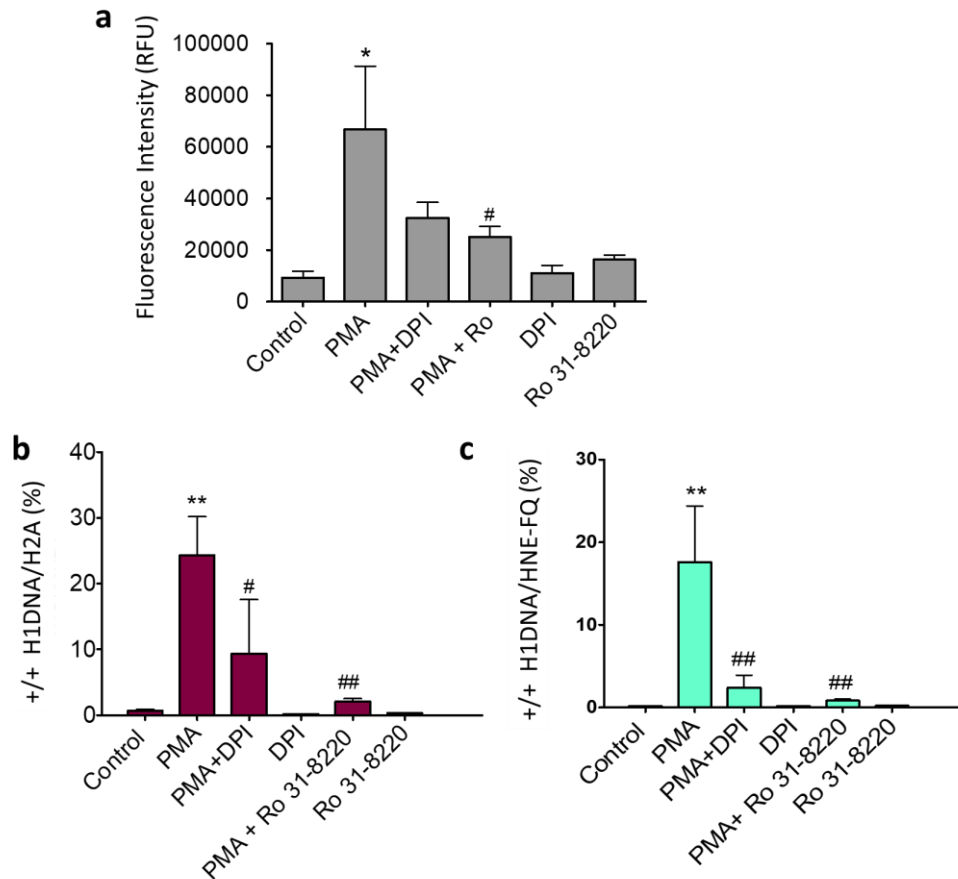 a
Fluorescence Intensity (RFU)
100000
80000
60000
40000
20000
0
*
#
Control
PMA
PMA+DPI
PMA + Ro
DPI
Ro 31-8220
b
+/+ H1DNA/H2A (%)
40
30
20
10
0
**
#
##
Control
PMA
PMA+DPI
DPI
PMA + Ro 31-8220
Ro 31-8220
c
+/+ H1DNA/HNE-FQ (%)
30
20
10
0
**
##
##
Control
PMA
PMA+DPI
DPI
PMA+ Ro 31-8220
Ro 31-8220